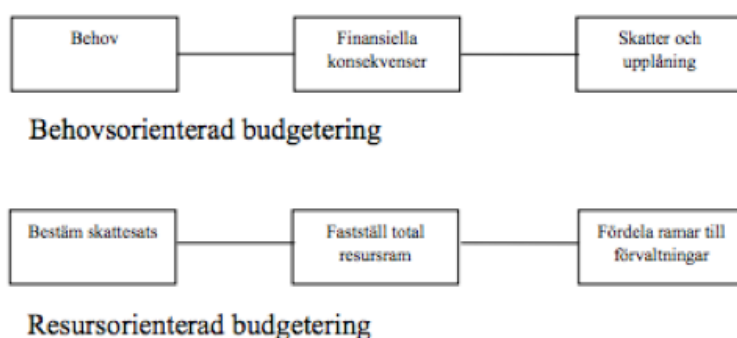 Behov
Finansiella
konsekvenser
Skatter och
upplåning
Behovsorienterad budgetering
Bestäm skattesats
Fastställ total
resursram
Fördela ramar till
förvaltningar
Resursorienterad budgetering